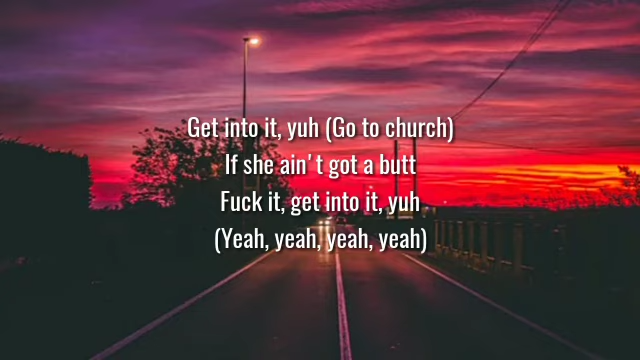 Get into it, yuh (Go to church)
If she ain't got a butt
Fuck it, get into it, yuh
(Yeah, yeah, yeah, yeah)